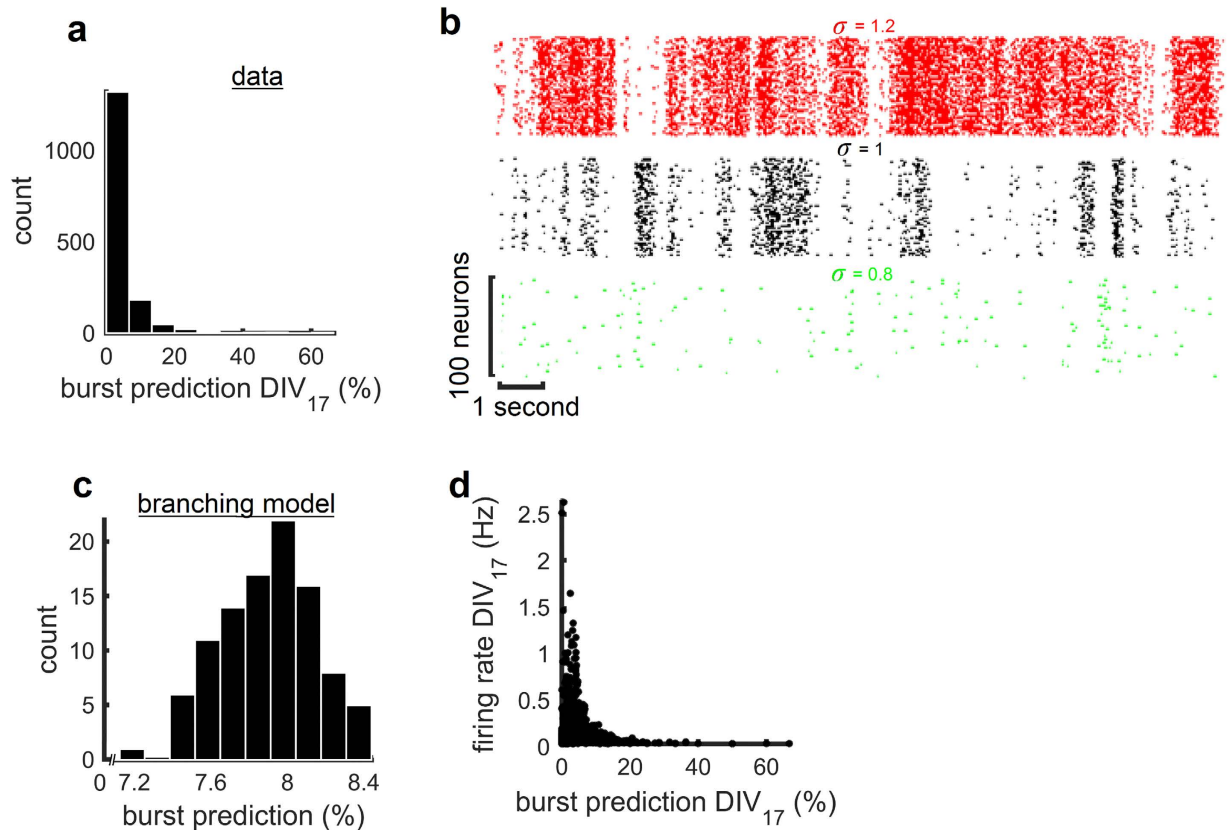 a
data
1000
500
0
count
0 20 40 60
burst prediction DIV17 (%)
b
σ = 1.2
σ = 1
σ = 0.8
100 neurons
1 second
c
branching model
20
15
10
5
0
count
0 7.2 7.6 8 8.4
burst prediction (%)
d
2.5
2
1.5
1
0.5
0
firing rate DIV17 (Hz)
0 20 40 60
burst prediction DIV17 (%)